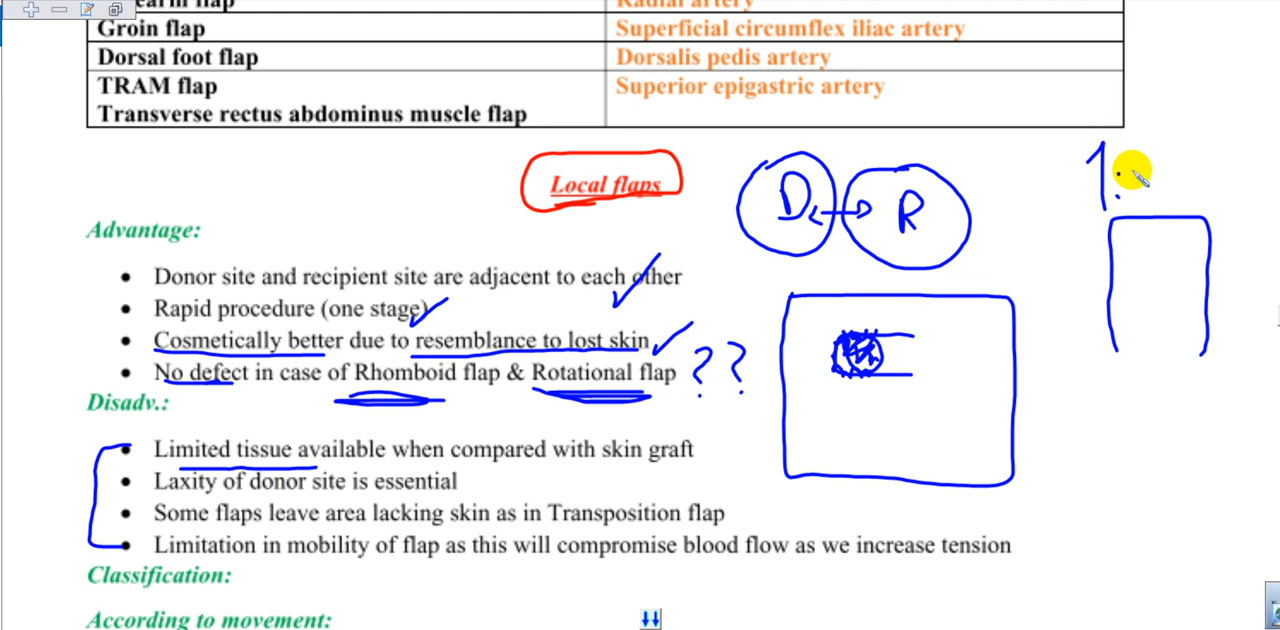 Radial artery
Groin flap Superficial circumflex iliac artery
Dorsal foot flap Dorsalis pedis artery
TRAM flap Superior epigastric artery
Transverse rectus abdominus muscle flap
Local flaps
D R
1.
Advantage:
• Donor site and recipient site are adjacent to each other
• Rapid procedure (one stage)
• Cosmetically better due to resemblance to lost skin
• No defect in case of Rhomboid flap & Rotational flap ??
Disadv.:
• Limited tissue available when compared with skin graft
• Laxity of donor site is essential
• Some flaps leave area lacking skin as in Transposition flap
• Limitation in mobility of flap as this will compromise blood flow as we increase tension
Classification:
According to movement: